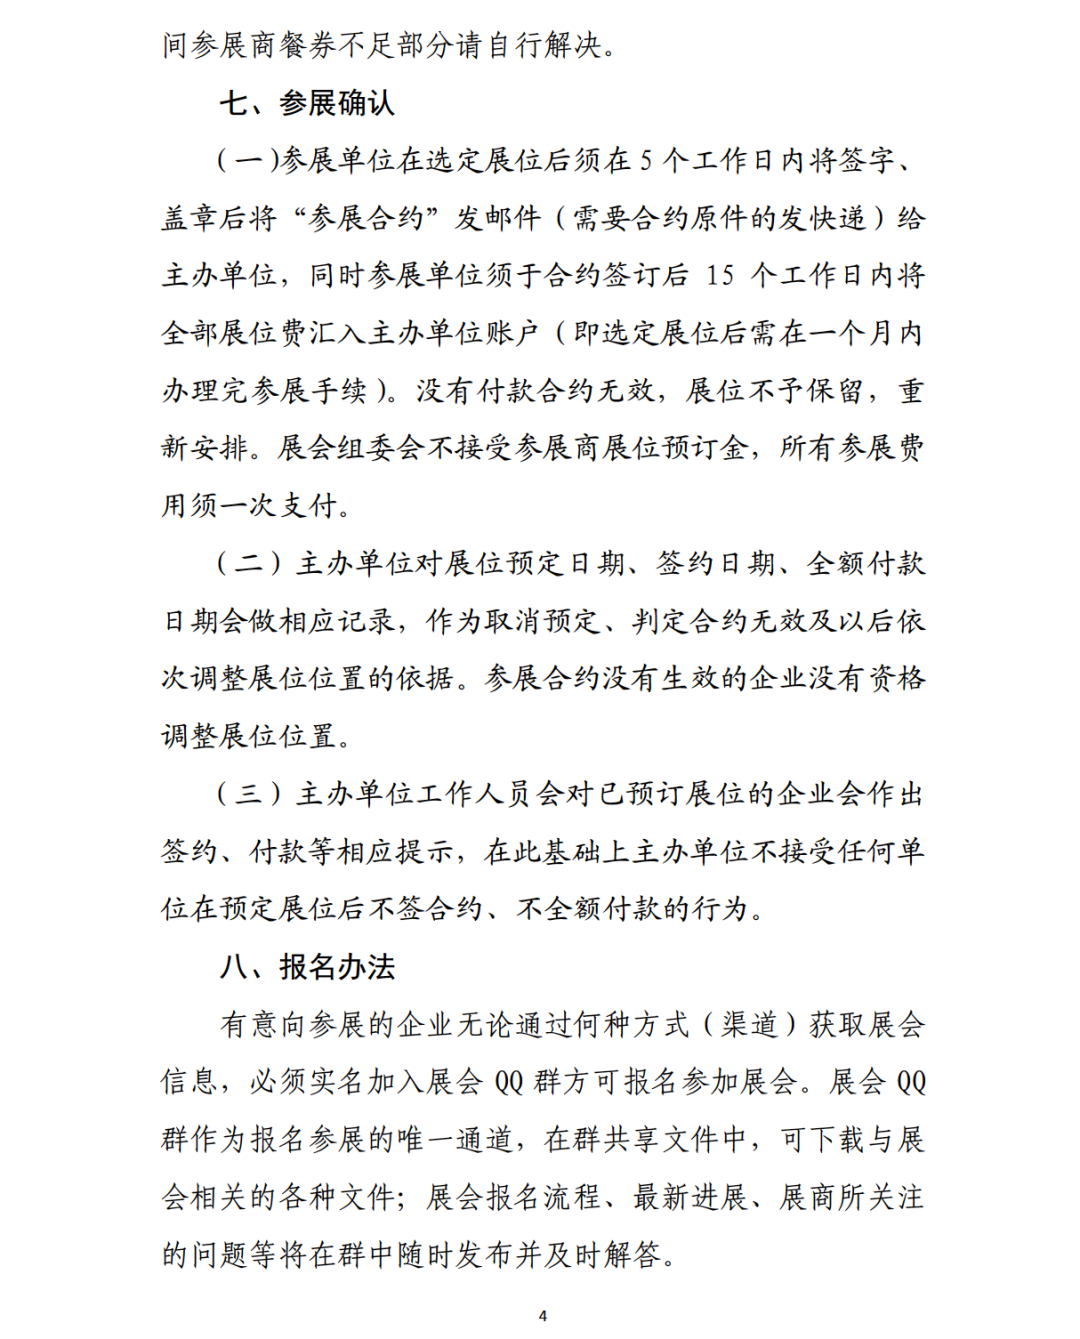 间参展商餐券不足部分请自行解决。
七、参展确认
（一)参展单位在选定展位后须在 5 个工作日内将签字、
盖章后将“参展合约”发邮件（需要合约原件的发快递）给
主办单位，同时参展单位须于合约签订后 15 个工作日内将
全部展位费汇入主办单位账户（即选定展位后需在一个月内
办理完参展手续)。没有付款合约无效，展位不予保留，重
新安排。展会组委会不接受参展商展位预订金，所有参展费
用须一次支付。
（二）主办单位对展位预定日期、签约日期、全额付款
日期会做相应记录，作为取消预定、判定合约无效及以后依
次调整展位位置的依据。参展合约没有生效的企业没有资格
调整展位位置。
（三）主办单位工作人员会对已预订展位的企业会作出
签约、付款等相应提示，在此基础上主办单位不接受任何单
位在预定展位后不签合约、不全额付款的行为。
八、报名办法
有意向参展的企业无论通过何种方式（渠道）获取展会
信息，必须实名加入展会 QQ 群方可报名参加展会。展会 QQ
群作为报名参展的唯一通道，在群共享文件中，可下载与展
会相关的各种文件；展会报名流程、最新进展、展商所关注
的问题等将在群中随时发布并及时解答。
4